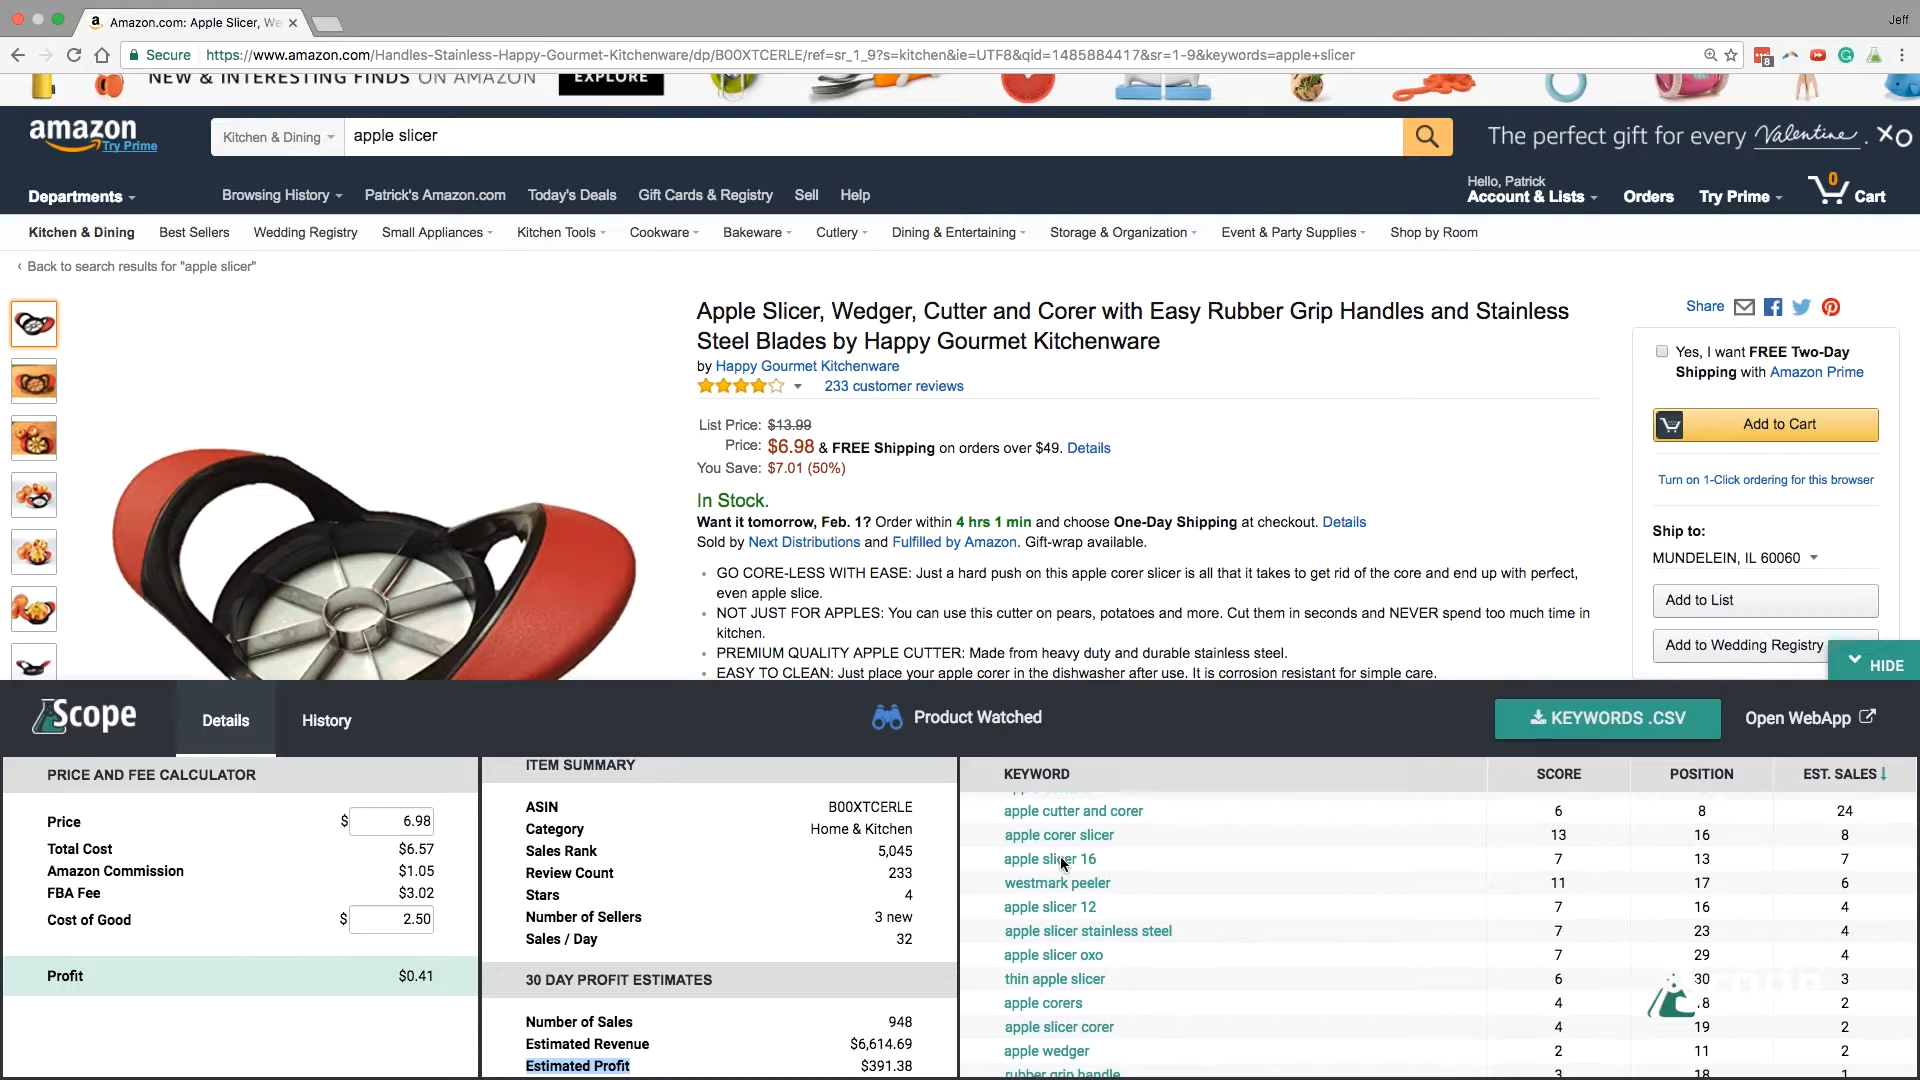 Jeff
Amazon.com: Apple Slicer, We
Secure https://www.amazon.com/Handles-Stainless-Happy-Gourmet-Kitchenware/dp/B00XTCERLE/ref=sr_1_9?s=kitchen&ie=UTF8&qid=1485884417&sr=1-9&keywords=apple+slicer
8
NEW & INTERESTING FINDS ON AMAZON EXPLORE
amazon
Try Prime
Kitchen & Dining
apple slicer
The perfect gift for every Valentine.
Departments
Browsing History Patrick's Amazon.com Today's Deals Gift Cards & Registry Sell Help
Hello, Patrick
Account & Lists Orders Try Prime 0 Cart
Kitchen & Dining Best Sellers Wedding Registry Small Appliances Kitchen Tools Cookware Bakeware Cutlery Dining & Entertaining Storage & Organization Event & Party Supplies Shop by Room
‹ Back to search results for "apple slicer"
Apple Slicer, Wedger, Cutter and Corer with Easy Rubber Grip Handles and Stainless
Steel Blades by Happy Gourmet Kitchenware
by Happy Gourmet Kitchenware
233 customer reviews
List Price: $13.99
Price: $6.98 & FREE Shipping on orders over $49. Details
You Save: $7.01 (50%)
In Stock.
Want it tomorrow, Feb. 1? Order within 4 hrs 1 min and choose One-Day Shipping at checkout. Details
Sold by Next Distributions and Fulfilled by Amazon. Gift-wrap available.
GO CORE-LESS WITH EASE: Just a hard push on this apple corer slicer is all that it takes to get rid of the core and end up with perfect,
even apple slice.
NOT JUST FOR APPLES: You can use this cutter on pears, potatoes and more. Cut them in seconds and NEVER spend too much time in
kitchen.
PREMIUM QUALITY APPLE CUTTER: Made from heavy duty and durable stainless steel.
EASY TO CLEAN: Just place your apple corer in the dishwasher after use. It is corrosion resistant for simple care.
Share
Yes, I want FREE Two-Day
Shipping with Amazon Prime
Add to Cart
Turn on 1-Click ordering for this browser
Ship to:
MUNDELEIN, IL 60060
Add to List
Add to Wedding Registry
HIDE
Scope
Details
History
Product Watched
KEYWORDS .CSV
Open WebApp
PRICE AND FEE CALCULATOR
Price $ 6.98
Total Cost $6.57
Amazon Commission $1.05
FBA Fee $3.02
Cost of Good $ 2.50
Profit $0.41
ITEM SUMMARY
ASIN B00XTCERLE
Category Home & Kitchen
Sales Rank 5,045
Review Count 233
Stars 4
Number of Sellers 3 new
Sales / Day 32
30 DAY PROFIT ESTIMATES
Number of Sales 948
Estimated Revenue $6,614.69
Estimated Profit $391.38
KEYWORD SCORE POSITION EST. SALES
apple cutter and corer 6 8 24
apple corer slicer 13 16 8
apple slicer 16 7 13 7
westmark peeler 11 17 6
apple slicer 12 7 16 4
apple slicer stainless steel 7 23 4
apple slicer oxo 7 29 4
thin apple slicer 6 30 3
apple corers 4 8 2
apple slicer corer 4 19 2
apple wedger 2 11 2
rubber grip handle 3 18 1